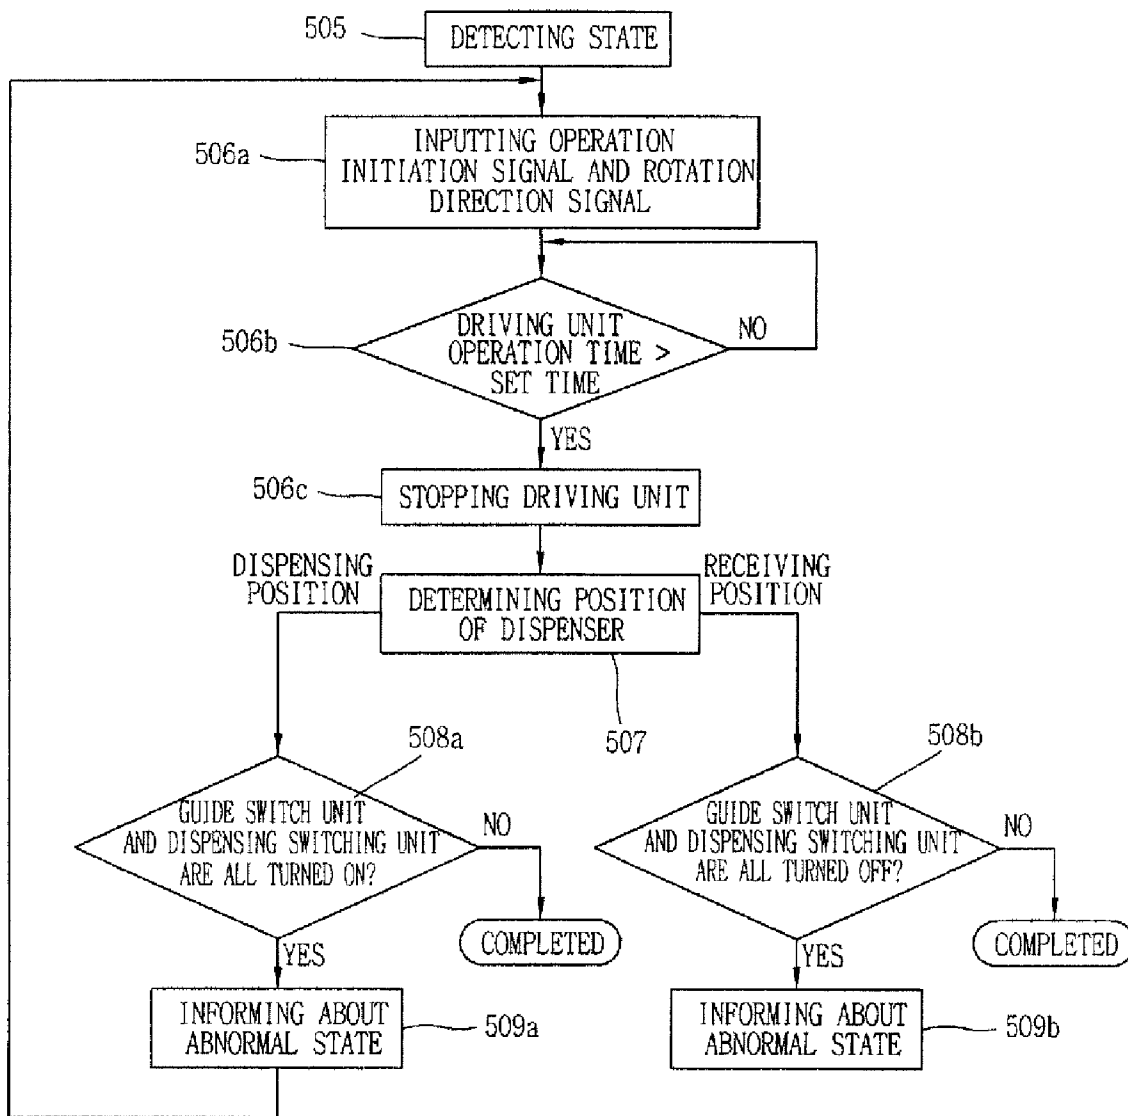 505
DETECTING STATE
506a
INPUTTING OPERATION
INITIATION SIGNAL AND ROTATION
DIRECTION SIGNAL
506b
DRIVING UNIT
OPERATION TIME >
SET TIME
NO
YES
506c
STOPPING DRIVING UNIT
DISPENSING
POSITION
RECEIVING
POSITION
DETERMINING POSITION
OF DISPENSER
507
508a
508b
GUIDE SWITCH UNIT
AND DISPENSING SWITCHING UNIT
ARE ALL TURNED ON?
NO
GUIDE SWITCH UNIT
AND DISPENSING SWITCHING UNIT
ARE ALL TURNED OFF?
NO
COMPLETED
COMPLETED
YES
YES
INFORMING ABOUT
ABNORMAL STATE
509a
INFORMING ABOUT
ABNORMAL STATE
509b